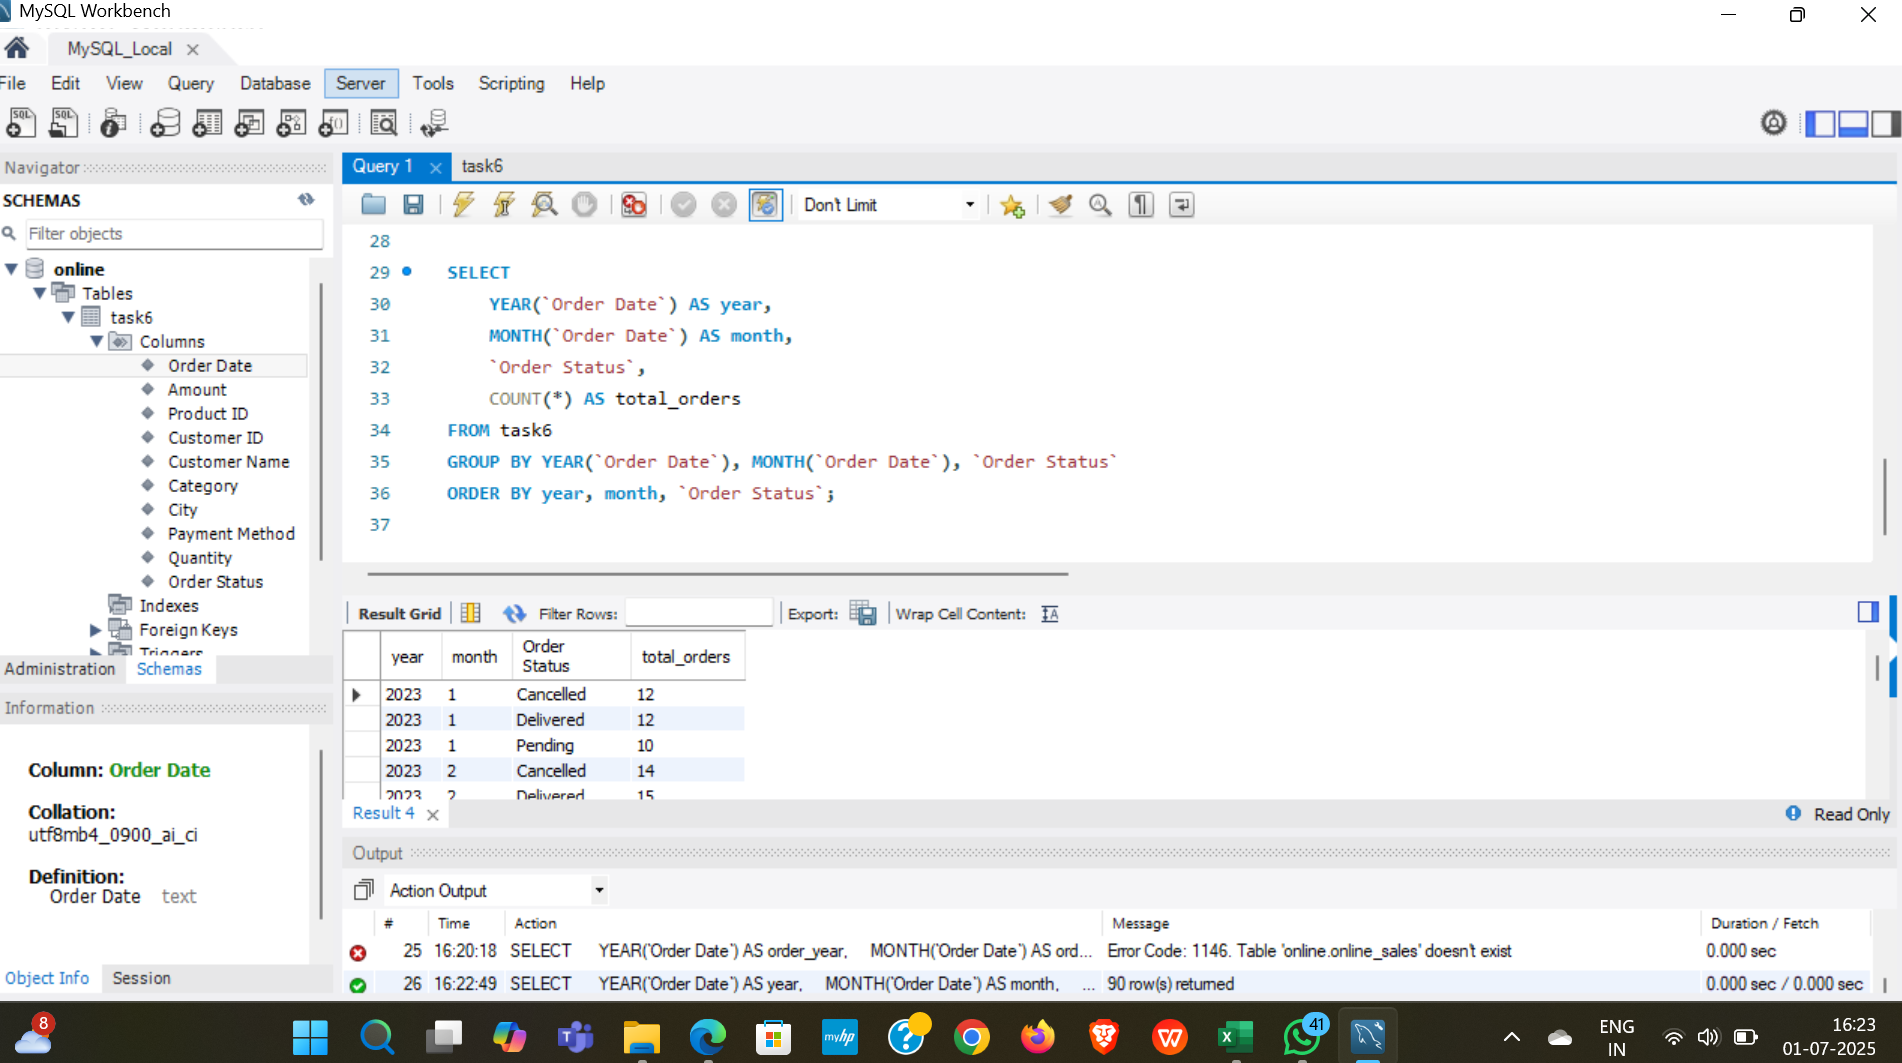 MySQL Workbench
MySQL_Local
File Edit View Query Database Server Tools Scripting Help
Navigator
SCHEMAS
Filter objects
online
Tables
task6
Columns
Order Date
Amount
Product ID
Customer ID
Customer Name
Category
City
Payment Method
Quantity
Order Status
Indexes
Foreign Keys
Triggers
Administration Schemas
Information
Column: Order Date
Collation:
utf8mb4_0900_ai_ci
Definition:
Order Date text
Object Info Session
Query 1 task6
Don't Limit
28
29 SELECT
30 YEAR(`Order Date`) AS year,
31 MONTH(`Order Date`) AS month,
32 `Order Status`,
33 COUNT(*) AS total_orders
34 FROM task6
35 GROUP BY YEAR(`Order Date`), MONTH(`Order Date`), `Order Status`
36 ORDER BY year, month, `Order Status`;
37
Result Grid Filter Rows: Export: Wrap Cell Content:
year month Order Status total_orders
2023 1 Cancelled 12
2023 1 Delivered 12
2023 1 Pending 10
2023 2 Cancelled 14
2023 2 Delivered 15
Result 4 Read Only
Output
Action Output
# Time Action Message Duration / Fetch
25 16:20:18 SELECT YEAR(`Order Date`) AS order_year, MONTH(`Order Date`) AS ord... Error Code: 1146. Table 'online.online_sales' doesn't exist 0.000 sec
26 16:22:49 SELECT YEAR(`Order Date`) AS year, MONTH(`Order Date`) AS month, ... 90 row(s) returned 0.000 sec / 0.000 sec
8
myhp
41
ENG
IN
16:23
01-07-2025